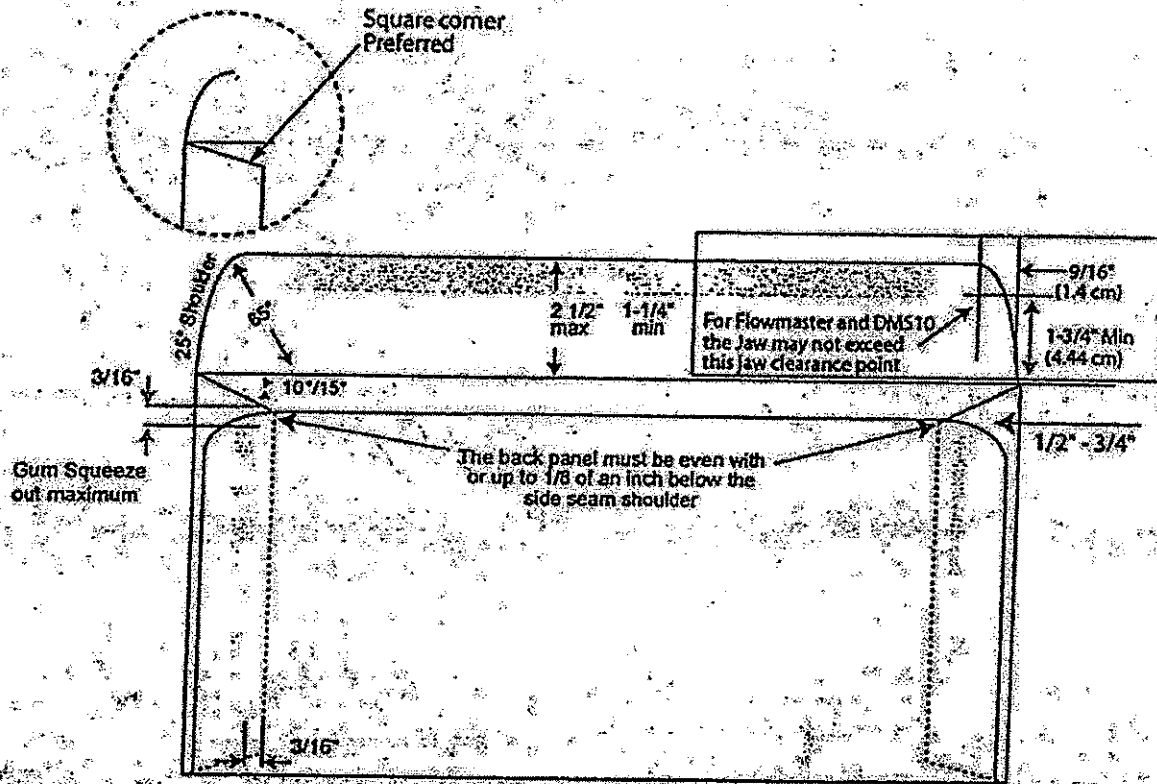 Square corner
Preferred
25° Shoulder
65°
2 1/2"
max
1-1/4"
min
9/16"
(1.4 cm)
For Flowmaster and DMS10
the Jaw may not exceed
this jaw clearance point
1-3/4" Min
(4.44 cm)
3/16"
10°/15°
Gum Squeeze
out maximum
The back panel must be even with
or up to 1/8 of an inch below the
side seam shoulder
1/2" - 3/4"
3/16"